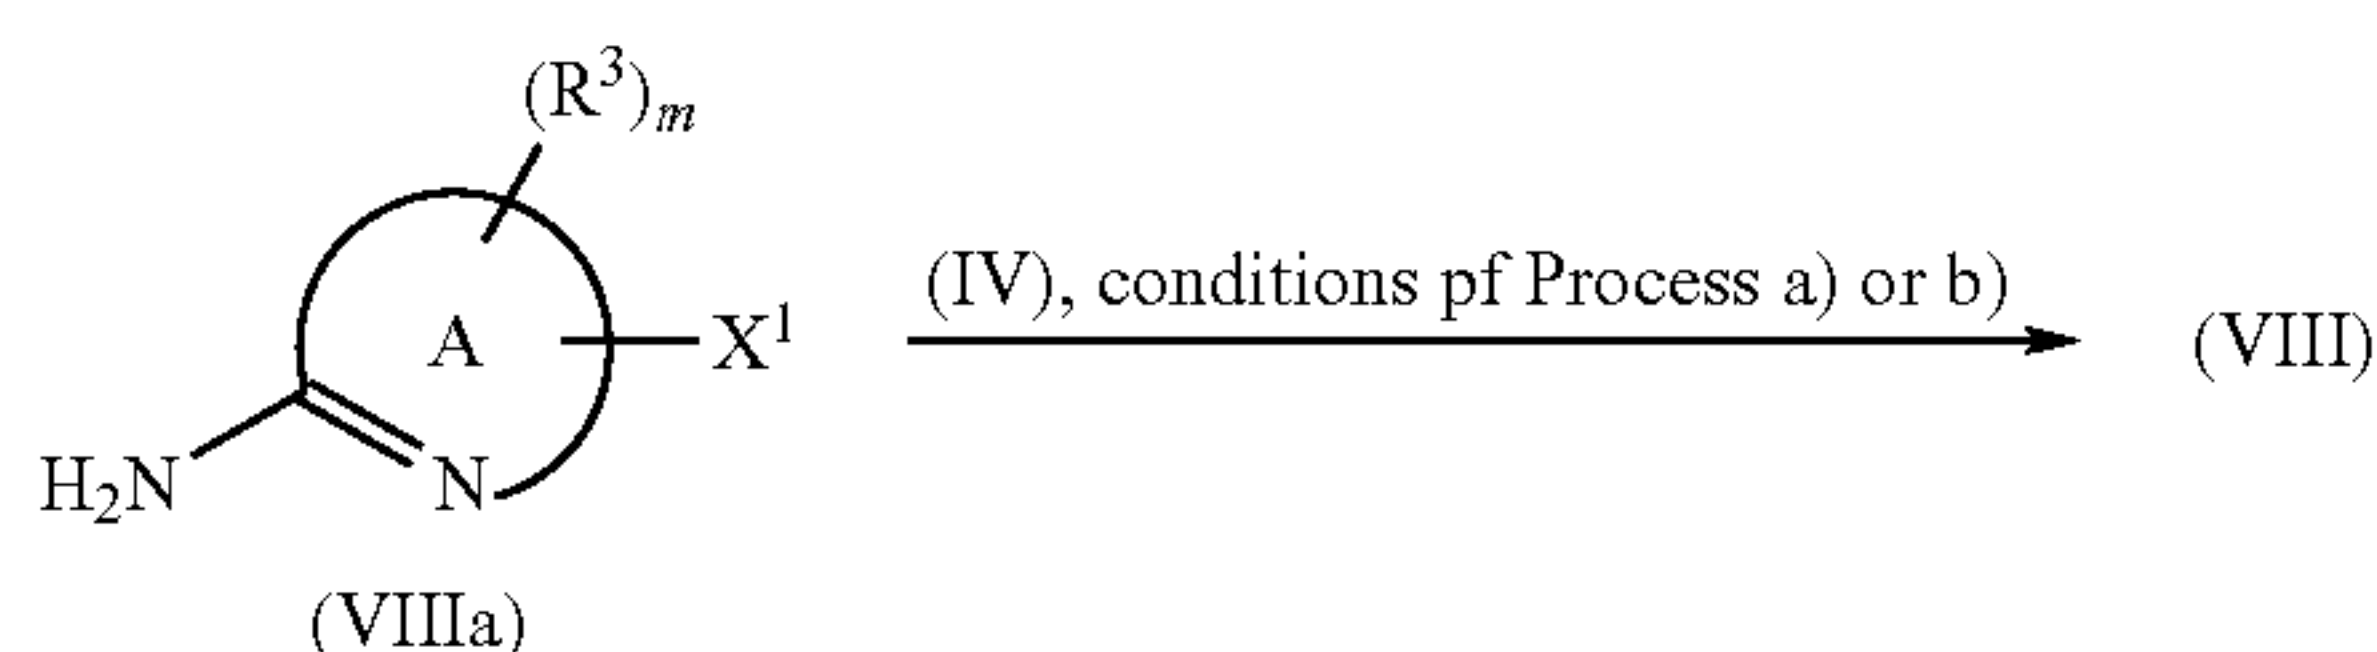 (R³)ₘ
(IV), conditions pf Process a) or b)
A
X¹
(VIII)
H₂N
N
(VIIIa)